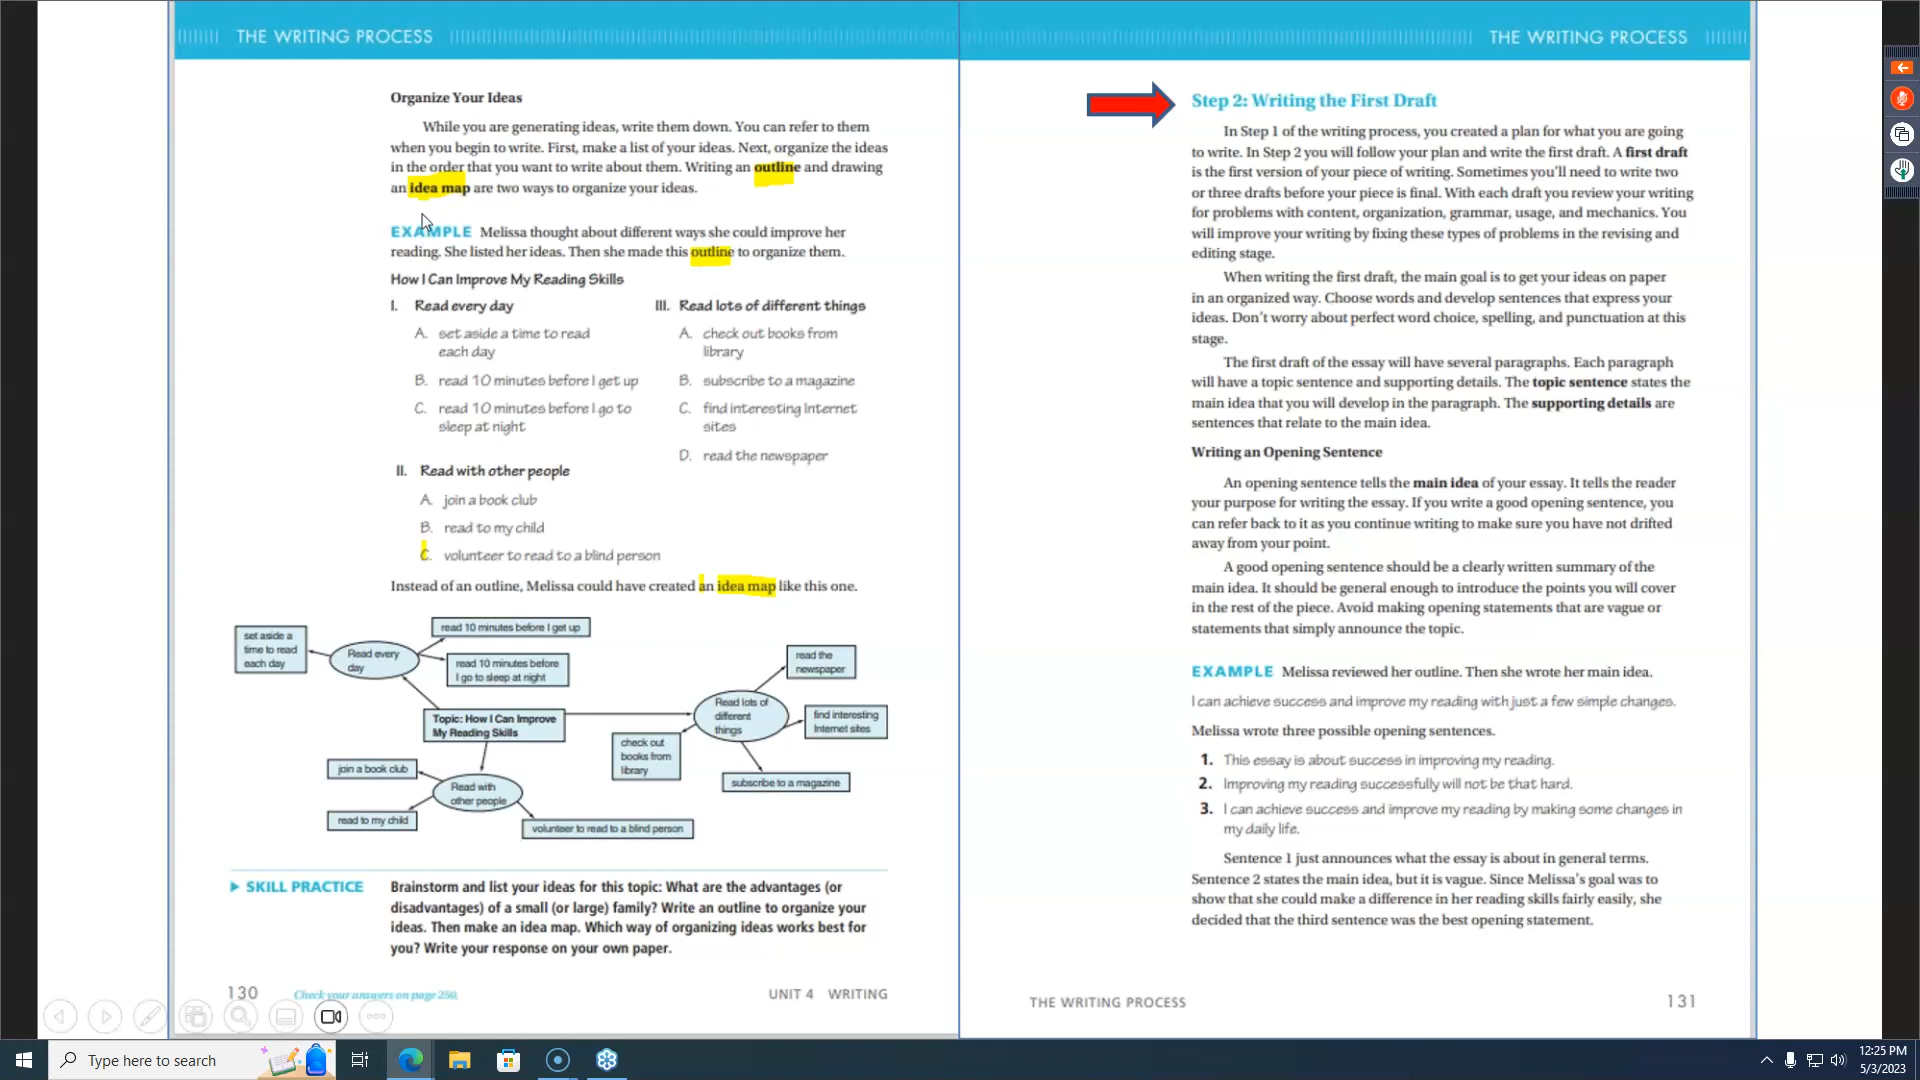 THE WRITING PROCESS
Organize Your Ideas
While you are generating ideas, write them down. You can refer to them
when you begin to write. First, make a list of your ideas. Next, organize the ideas
in the order that you want to write about them. Writing an outline and drawing
an idea map are two ways to organize your ideas.
EXAMPLE Melissa thought about different ways she could improve her
reading. She listed her ideas. Then she made this outline to organize them.
How I Can Improve My Reading Skills
I. Read every day
A. set aside a time to read
each day
B. read 10 minutes before I get up
C. read 10 minutes before I go to
sleep at night
II. Read with other people
A. join a book club
B. read to my child
C. volunteer to read to a blind person
III. Read lots of different things
A. check out books from
library
B. subscribe to a magazine
C. find interesting Internet
sites
D. read the newspaper
Instead of an outline, Melissa could have created an idea map like this one.
set aside a
time to read
each day
Read every
day
read 10 minutes before I get up
read 10 minutes before
I go to sleep at night
Topic: How I Can Improve
My Reading Skills
join a book club
Read with
other people
read to my child
volunteer to read to a blind person
read the
newspaper
Read lots of
different
things
find interesting
Internet sites
check out
books from
library
subscribe to a magazine
SKILL PRACTICE Brainstorm and list your ideas for this topic: What are the advantages (or
disadvantages) of a small (or large) family? Write an outline to organize your
ideas. Then make an idea map. Which way of organizing ideas works best for
you? Write your response on your own paper.
130 Check your answers on page 250. UNIT 4 WRITING
THE WRITING PROCESS
Step 2: Writing the First Draft
In Step 1 of the writing process, you created a plan for what you are going
to write. In Step 2 you will follow your plan and write the first draft. A first draft
is the first version of your piece of writing. Sometimes you'll need to write two
or three drafts before your piece is final. With each draft you review your writing
for problems with content, organization, grammar, usage, and mechanics. You
will improve your writing by fixing these types of problems in the revising and
editing stage.
When writing the first draft, the main goal is to get your ideas on paper
in an organized way. Choose words and develop sentences that express your
ideas. Don't worry about perfect word choice, spelling, and punctuation at this
stage.
The first draft of the essay will have several paragraphs. Each paragraph
will have a topic sentence and supporting details. The topic sentence states the
main idea that you will develop in the paragraph. The supporting details are
sentences that relate to the main idea.
Writing an Opening Sentence
An opening sentence tells the main idea of your essay. It tells the reader
your purpose for writing the essay. If you write a good opening sentence, you
can refer back to it as you continue writing to make sure you have not drifted
away from your point.
A good opening sentence should be a clearly written summary of the
main idea. It should be general enough to introduce the points you will cover
in the rest of the piece. Avoid making opening statements that are vague or
statements that simply announce the topic.
EXAMPLE Melissa reviewed her outline. Then she wrote her main idea.
I can achieve success and improve my reading with just a few simple changes.
Melissa wrote three possible opening sentences.
1. This essay is about success in improving my reading.
2. Improving my reading successfully will not be that hard.
3. I can achieve success and improve my reading by making some changes in
my daily life.
Sentence 1 just announces what the essay is about in general terms.
Sentence 2 states the main idea, but it is vague. Since Melissa's goal was to
show that she could make a difference in her reading skills fairly easily, she
decided that the third sentence was the best opening statement.
THE WRITING PROCESS 131
Type here to search
12:25 PM
5/3/2023